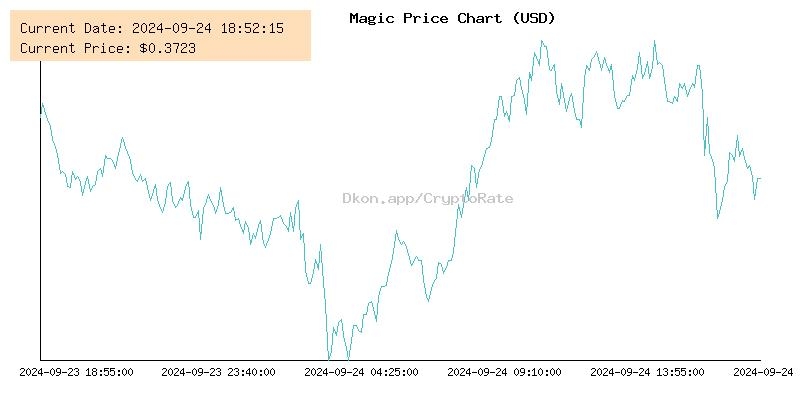 Magic Price Chart (USD)
Current Date: 2024-09-24 18:52:15
Current Price: $0.3723
Dkon.app/CryptoRate
2024-09-23 18:55:00 2024-09-23 23:40:00 2024-09-24 04:25:00 2024-09-24 09:10:00 2024-09-24 13:55:00 2024-09-24